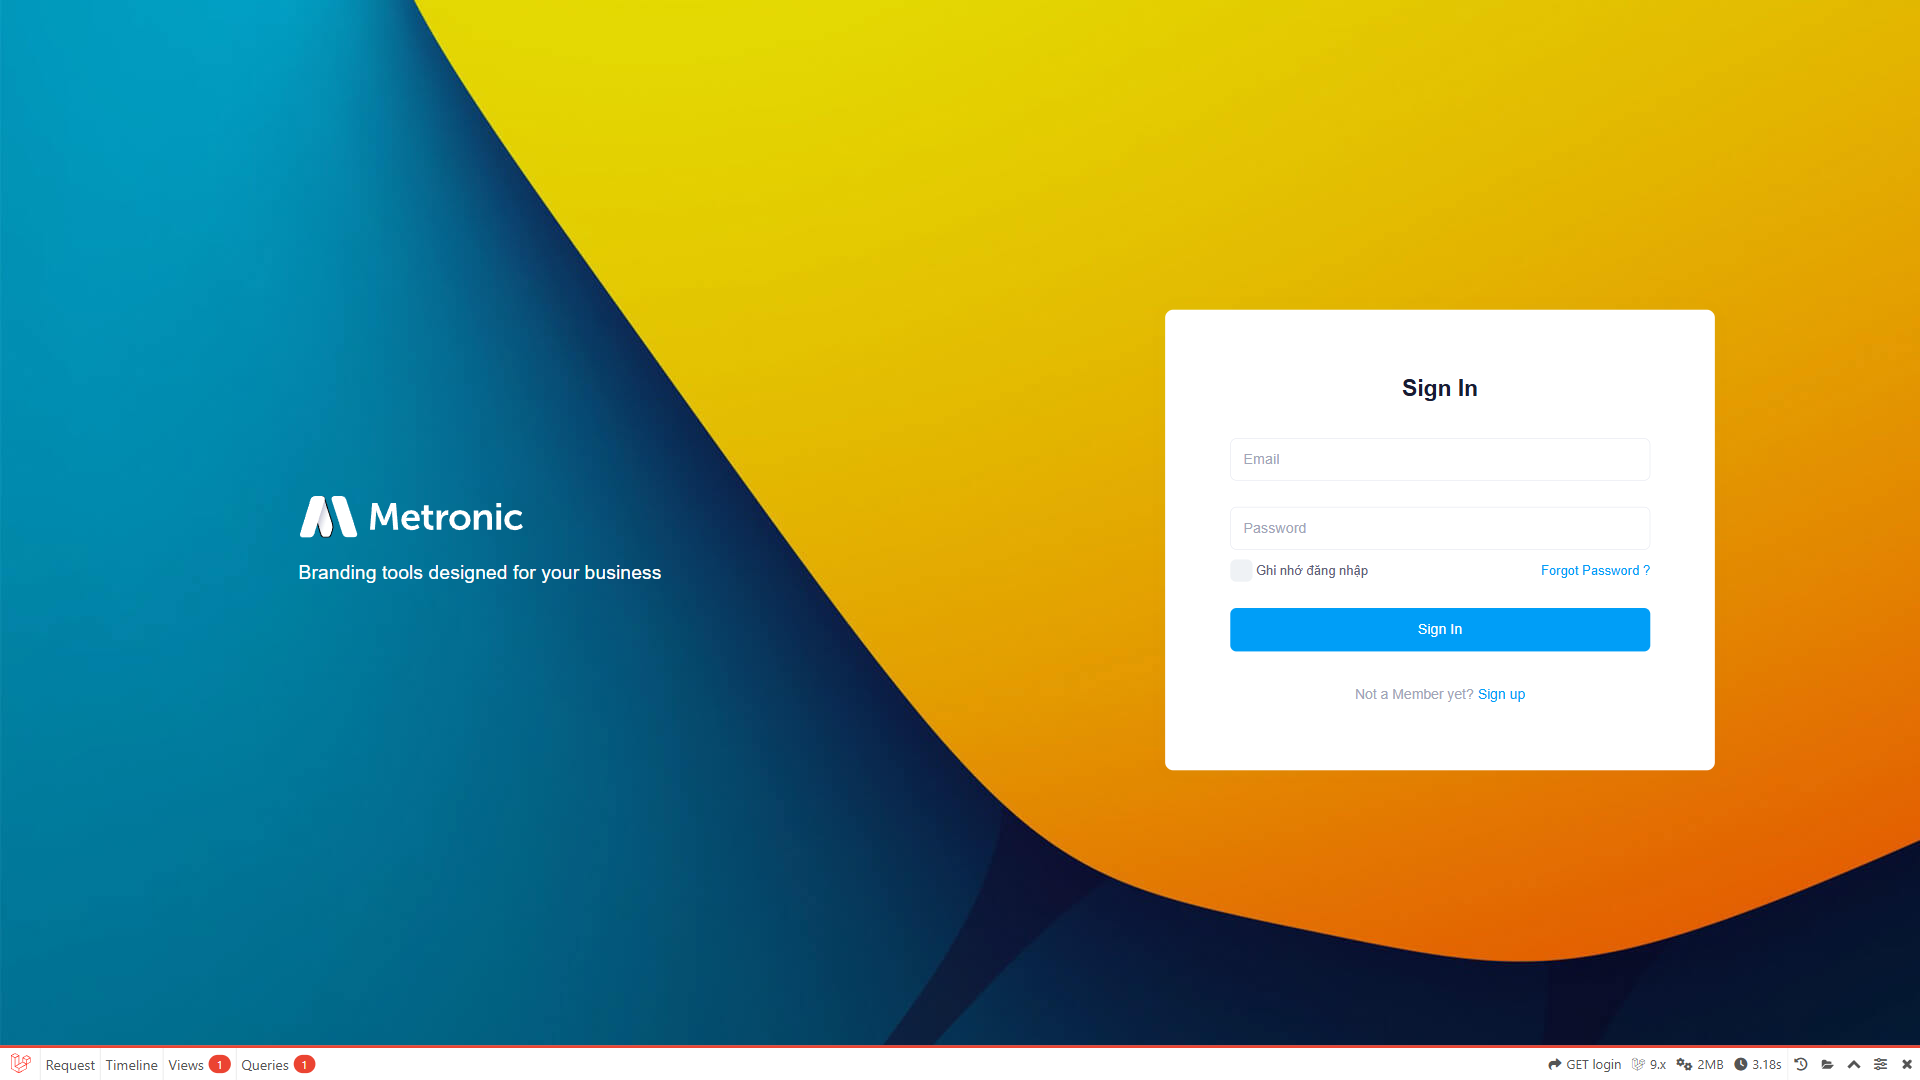 Metronic
Branding tools designed for your business
Sign In
Email
Password
Ghi nhớ đăng nhập
Forgot Password ?
Sign In
Not a Member yet? Sign up
Request
Timeline
Views 1
Queries 1
GET login
9.x
2MB
3.18s